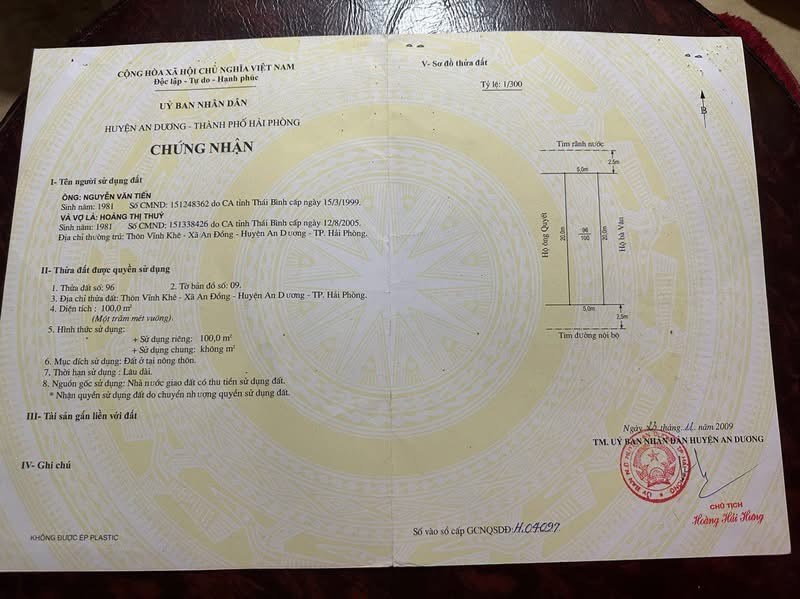 CỘNG HÒA XÃ HỘI CHỦ NGHĨA VIỆT NAM
Độc lập - Tự do - Hạnh phúc
UỶ BAN NHÂN DÂN
HUYỆN AN DƯƠNG - THÀNH PHỐ HẢI PHÒNG
CHỨNG NHẬN
I- Tên người sử dụng đất
ÔNG: NGUYỄN VĂN TIẾN
Sinh năm: 1981 Số CMND: 151248362 do CA tỉnh Thái Bình cấp ngày 15/3/1999.
VÀ VỢ LÀ: HOÀNG THỊ THUỲ
Sinh năm: 1981 Số CMND: 151338426 do CA tỉnh Thái Bình cấp ngày 12/8/2005.
Địa chỉ thường trú: Thôn Vĩnh Khê - Xã An Đồng - Huyện An Dương - TP. Hải Phòng.
II- Thửa đất được quyền sử dụng
1. Thửa đất số: 96 2. Tờ bản đồ số: 09.
3. Địa chỉ thửa đất: Thôn Vĩnh Khê - Xã An Đồng - Huyện An Dương - TP. Hải Phòng.
4. Diện tích : 100,0 m²
(Một trăm mét vuông)
5. Hình thức sử dụng:
+ Sử dụng riêng: 100,0 m²
+ Sử dụng chung: không m²
6. Mục đích sử dụng: Đất ở tại nông thôn.
7. Thời hạn sử dụng : Lâu dài.
8. Nguồn gốc sử dụng: Nhà nước giao đất có thu tiền sử dụng đất.
* Nhận quyền sử dụng đất do chuyển nhượng quyền sử dụng đất.
III- Tài sản gắn liền với đất
IV- Ghi chú
KHÔNG ĐƯỢC ÉP PLASTIC
V- Sơ đồ thửa đất
Tỷ lệ: 1/300
B
Tim rãnh nước
2,5m
5,0m
Hộ ông Quyết
20,0m
96
100
20,0m
Hộ bà Vân
5,0m
2,5m
Tim đường nội bộ
Ngày 23 tháng 11 năm 2009
TM. UỶ BAN NHÂN DÂN HUYỆN AN DƯƠNG
CHỦ TỊCH
Hoàng Hải Hưng
Số vào sổ cấp GCNQSDĐ: H.04097